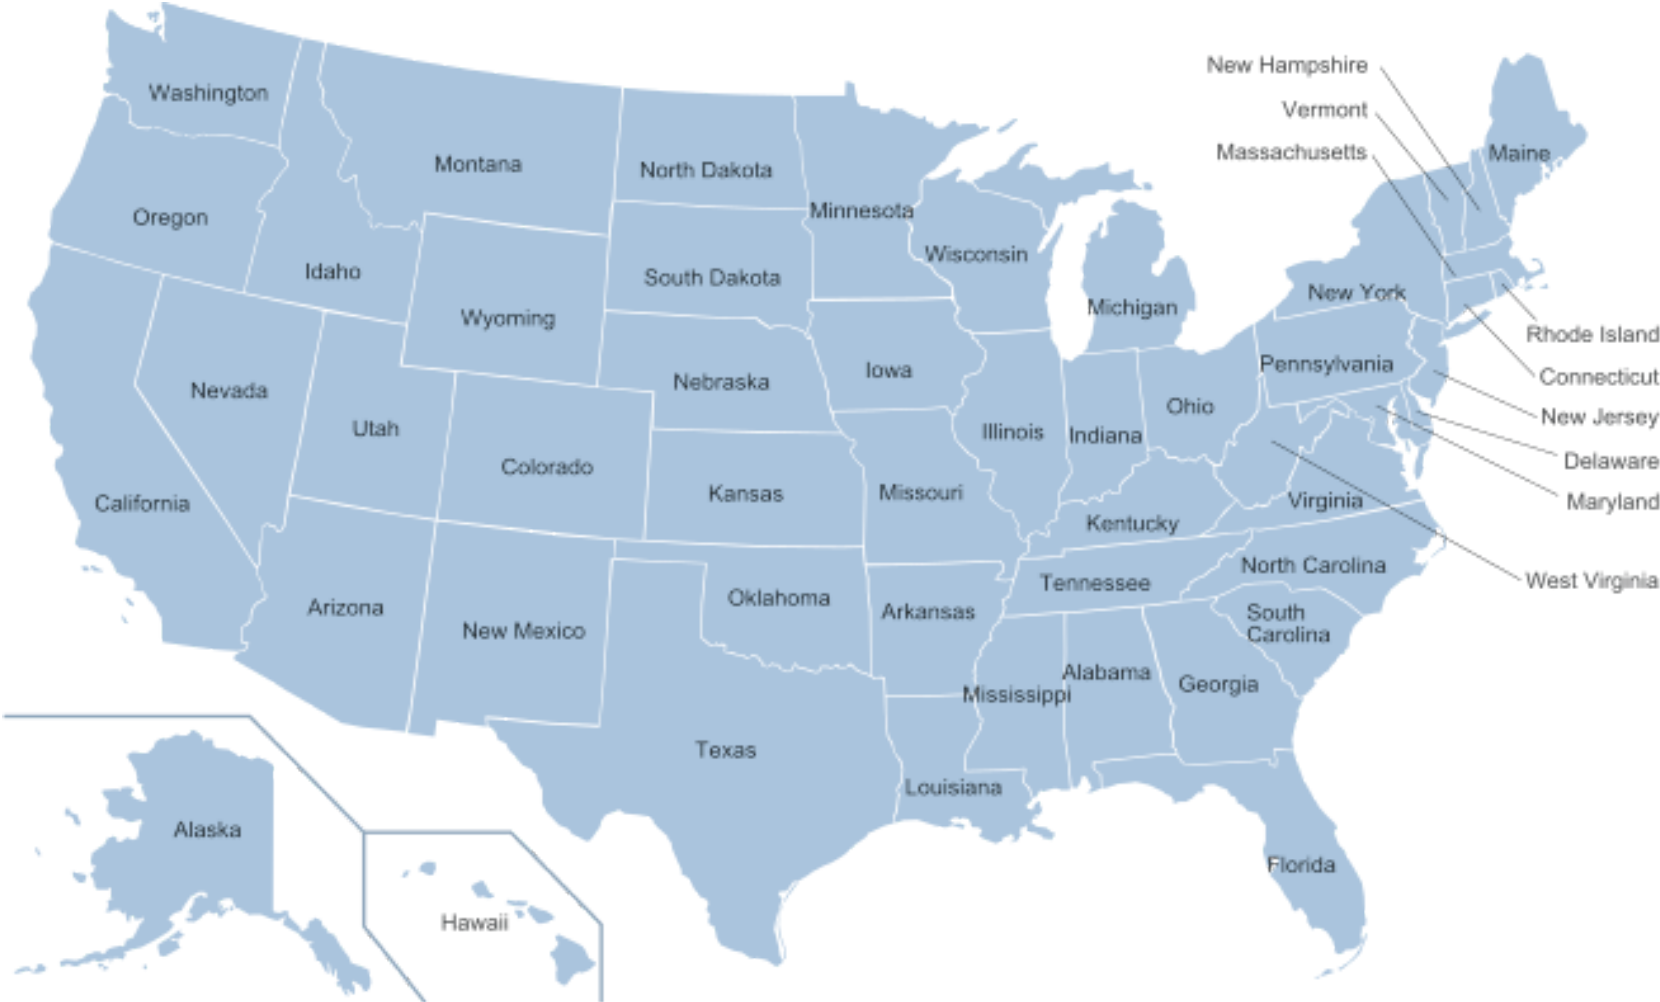 New Hampshire
Washington
Vermont
Massachusetts
Maine
Montana
North Dakota
Minnesota
Oregon
Wisconsin
Idaho
South Dakota
New York
Michigan
Wyoming
Rhode Island
Pennsylvania
Iowa
Connecticut
Nebraska
Nevada
Ohio
New Jersey
Utah
Illinois
Indiana
Delaware
Colorado
Kansas
Missouri
California
Virginia
Maryland
Kentucky
North Carolina
West Virginia
Tennessee
Oklahoma
Arizona
Arkansas
South
Carolina
New Mexico
Alabama
Georgia
Mississippi
Texas
Louisiana
Alaska
Florida
Hawaii